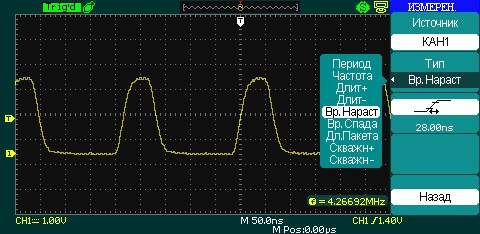 Trig'd
ИЗМЕРЕН.
Источник
КАН1
Тип
Вр. Нараст
28.00ns
Назад
Период
Частота
Длит+
Длит-
Вр. Нараст
Вр. Спада
Дл.Пакета
Скважн+
Скважн-
T
1
= 4.26692MHz
CH1 1.00V
M 50.0ns
CH1 1.40V
M Pos:0.00µs